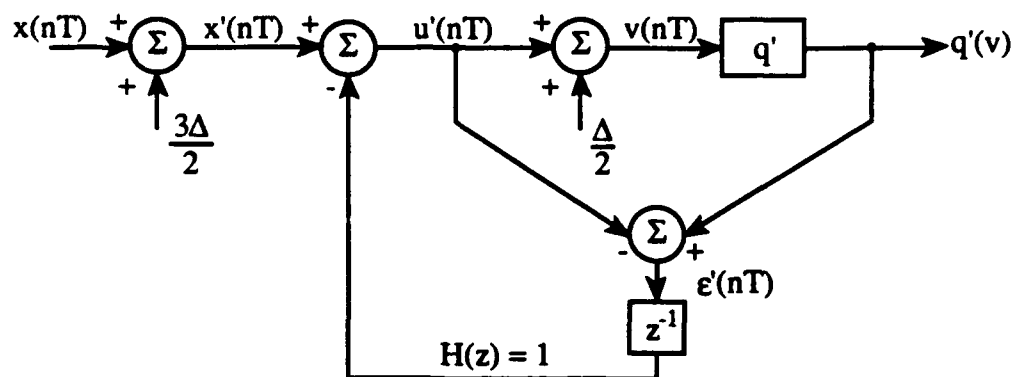 x(nT) + Σ x'(nT) + Σ u'(nT) + Σ v(nT) q' q'(v)
+ - +
3Δ
2
Δ
2
Σ
- +
ε'(nT)
z⁻¹
H(z) = 1